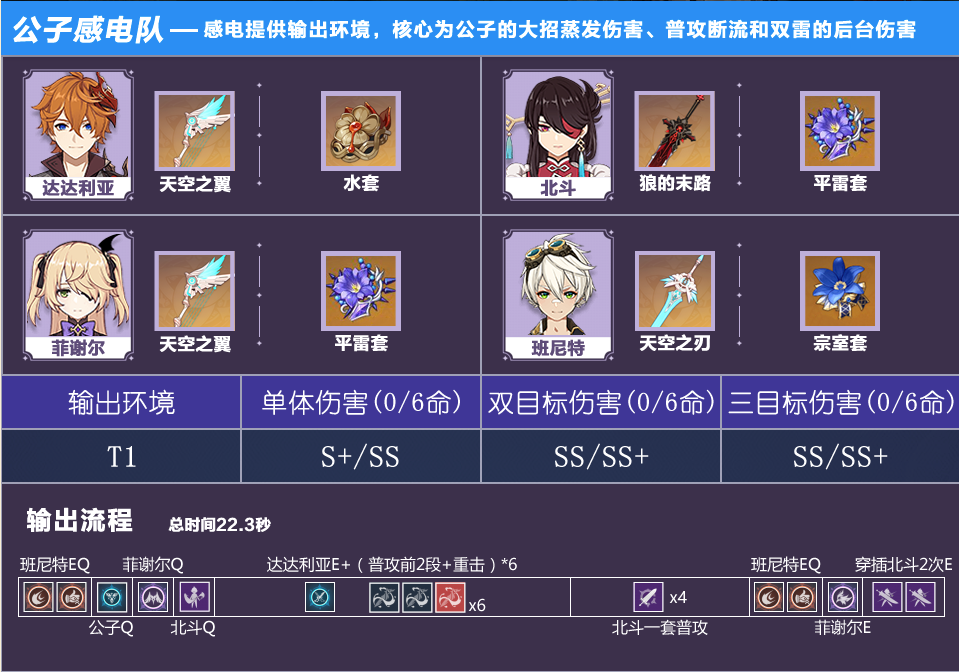 公子感电队 — 感电提供输出环境，核心为公子的大招蒸发伤害、普攻断流和双雷的后台伤害
达达利亚 天空之翼 水套
北斗 狼的末路 平雷套
菲谢尔 天空之翼 平雷套
班尼特 天空之刃 宗室套
输出环境 单体伤害(0/6命) 双目标伤害(0/6命) 三目标伤害(0/6命)
T1 S+/SS SS/SS+ SS/SS+
输出流程 总时间22.3秒
班尼特EQ 菲谢尔Q 达达利亚E+（普攻前2段+重击）*6 班尼特EQ 穿插北斗2次E
x6 x4
公子Q 北斗Q 北斗一套普攻 菲谢尔E